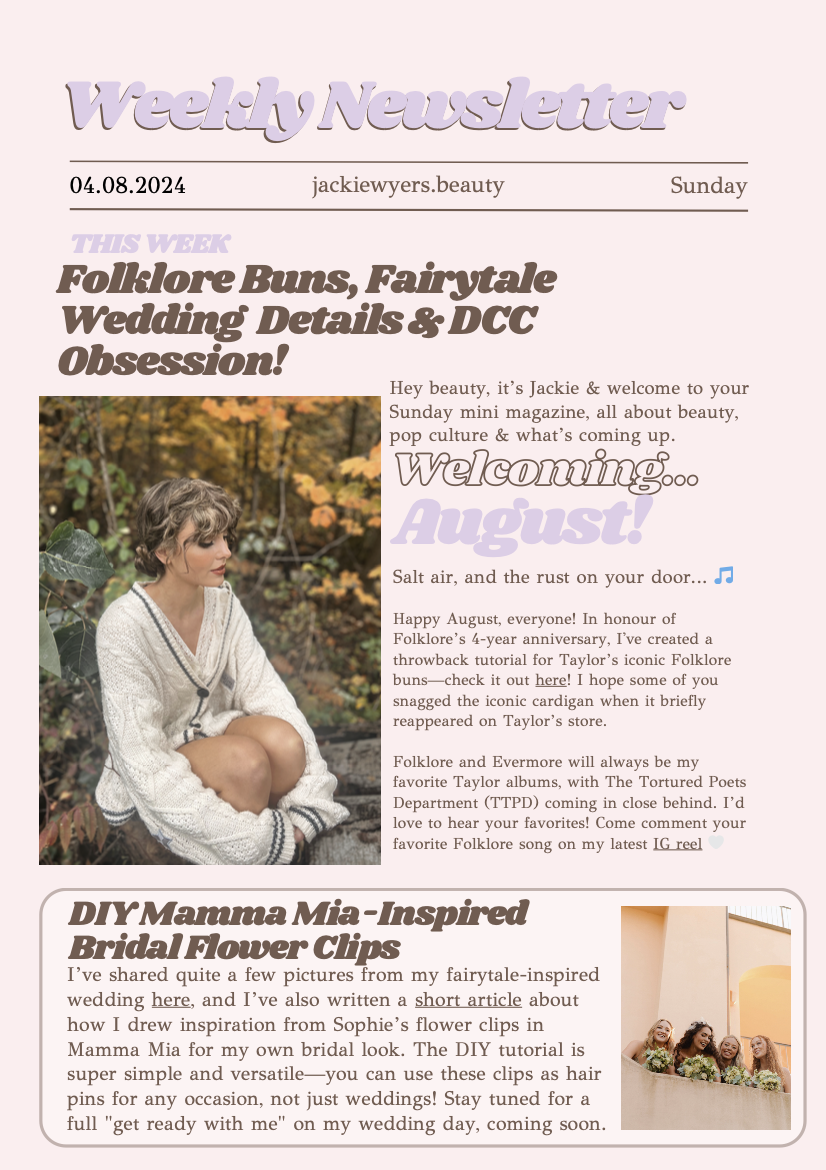 Weekly Newsletter
04.08.2024
jackiewyers.beauty
Sunday
THIS WEEK
Folklore Buns, Fairytale
Wedding Details & DCC
Obsession!
Hey beauty, it's Jackie & welcome to your
Sunday mini magazine, all about beauty,
pop culture & what's coming up.
Welcoming...
August!
Salt air, and the rust on your door... 🎵
Happy August, everyone! In honour of
Folklore's 4-year anniversary, I've created a
throwback tutorial for Taylor's iconic Folklore
buns—check it out here! I hope some of you
snagged the iconic cardigan when it briefly
reappeared on Taylor's store.
Folklore and Evermore will always be my
favorite Taylor albums, with The Tortured Poets
Department (TTPD) coming in close behind. I'd
love to hear your favorites! Come comment your
favorite Folklore song on my latest IG reel 🤍
DIY Mamma Mia-Inspired
Bridal Flower Clips
I've shared quite a few pictures from my fairytale-inspired
wedding here, and I've also written a short article about
how I drew inspiration from Sophie's flower clips in
Mamma Mia for my own bridal look. The DIY tutorial is
super simple and versatile—you can use these clips as hair
pins for any occasion, not just weddings! Stay tuned for a
full "get ready with me" on my wedding day, coming soon.